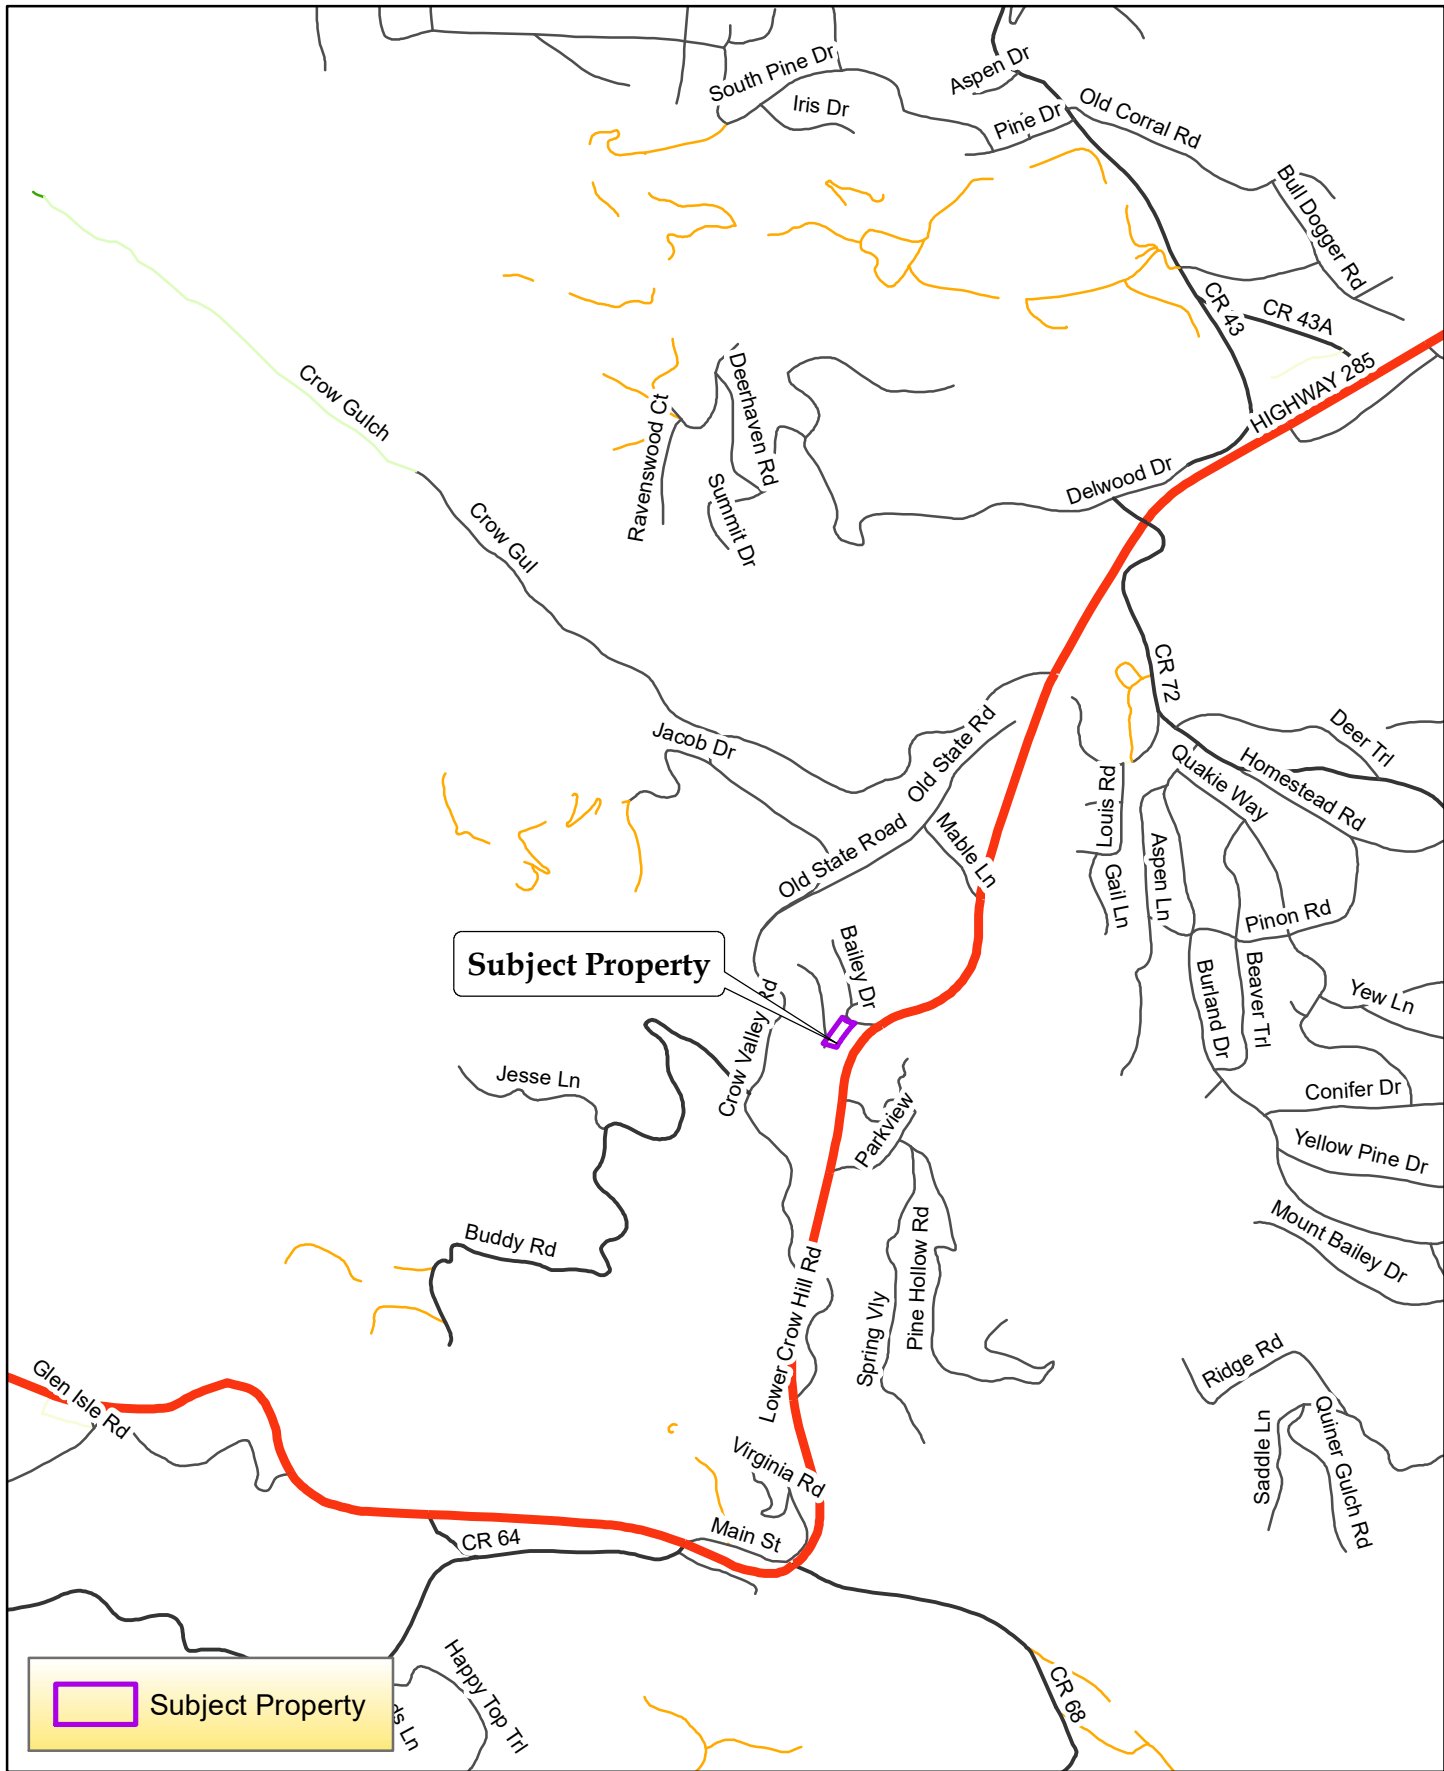 South Pine Dr
Aspen Dr
Iris Dr
Pine Dr
Old Corral Rd
Bull Dogger Rd
CR 43
CR 43A
HIGHWAY 285
Crow Gulch
Ravenswood Ct
Deerhaven Rd
Summit Dr
Delwood Dr
Crow Gul
CR 72
Jacob Dr
Old State Rd
Deer Trl
Quakie Way
Homestead Rd
Louis Rd
Old State Road
Mable Ln
Aspen Ln
Gail Ln
Pinon Rd
Bailey Dr
Subject Property
Burland Dr
Beaver Trl
Yew Ln
Crow Valley Rd
Jesse Ln
Conifer Dr
Parkview
Yellow Pine Dr
Buddy Rd
Pine Hollow Rd
Mount Bailey Dr
Lower Crow Hill Rd
Spring Vly
Glen Isle Rd
Ridge Rd
Saddle Ln
Quiner Gulch Rd
Virginia Rd
CR 64
Main St
Happy Top Trl
CR 68
Subject Property
ds Ln